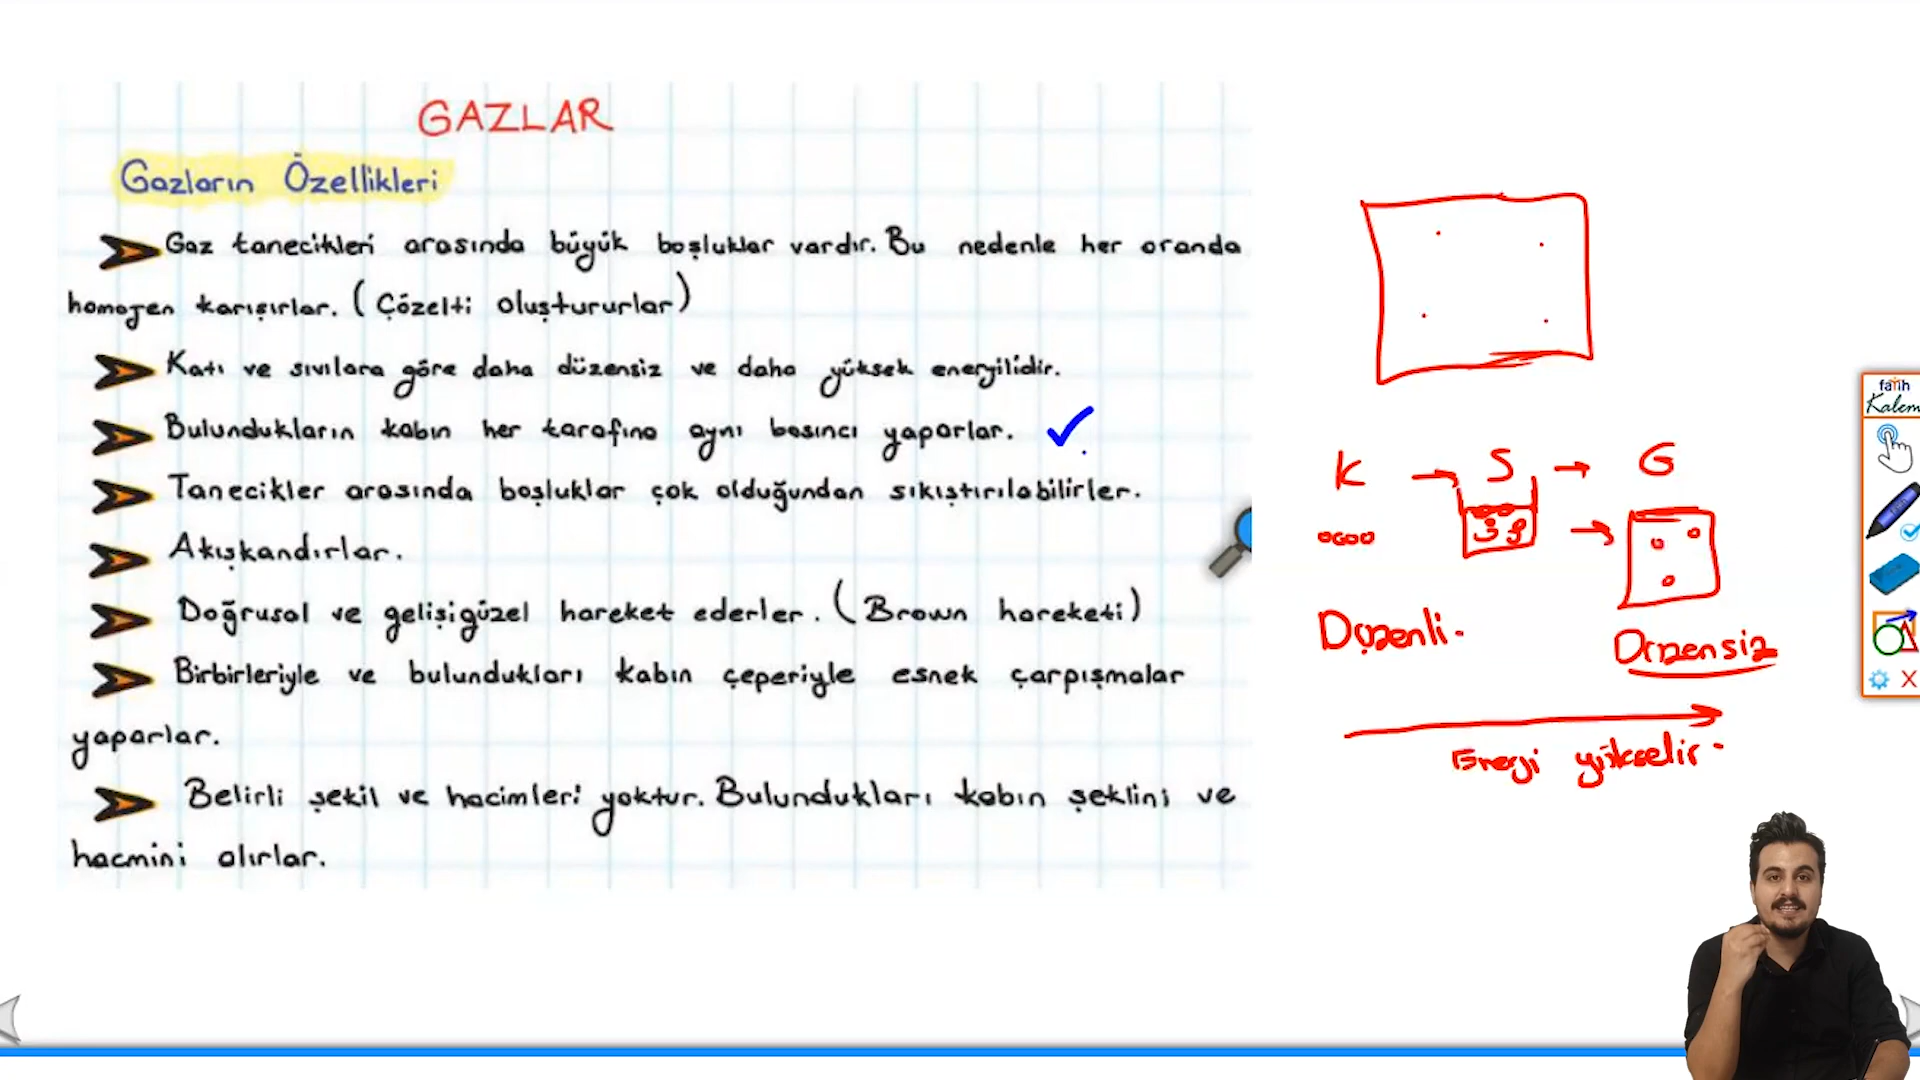 GAZLAR
Gazların Özellikleri
Gaz tanecikleri arasında büyük boşluklar vardır. Bu nedenle her oranda
homojen karışırlar. (Çözelti oluştururlar)
Katı ve sıvılara göre daha düzensiz ve daha yüksek energilidir.
Bulundukların kabın her tarafına aynı basıncı yaparlar.
Tanecikler arasında boşluklar çok olduğundan sıkıştırılabilirler.
Akışkandırlar.
Doğrusal ve gelişigüzel hareket ederler. (Brown hareketi)
Birbirleriyle ve bulundukları kabın çeperiyle esnek çarpışmalar
yaparlar.
Belirli şekil ve hacimleri yoktur. Bulundukları kabın şeklini ve
hacmini alırlar.
K → S → G
Düzenli.
Düzensiz
Energi yükselir.
fatih
Kalem
X